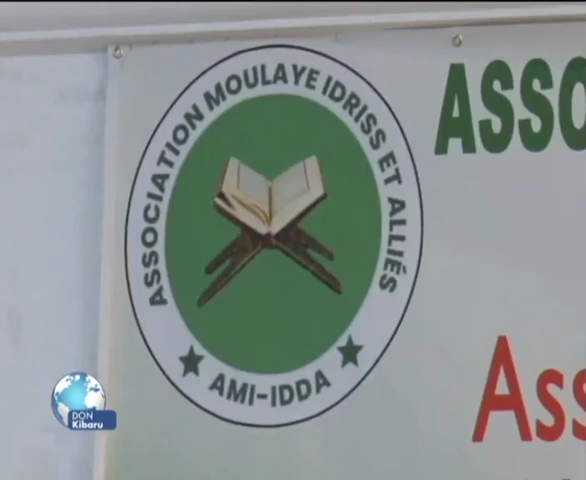 ASSOCIATION MOULAYE IDRISS ET ALLIÉS
AMI-IDDA
ASSO
Ass
DON
Kibaru